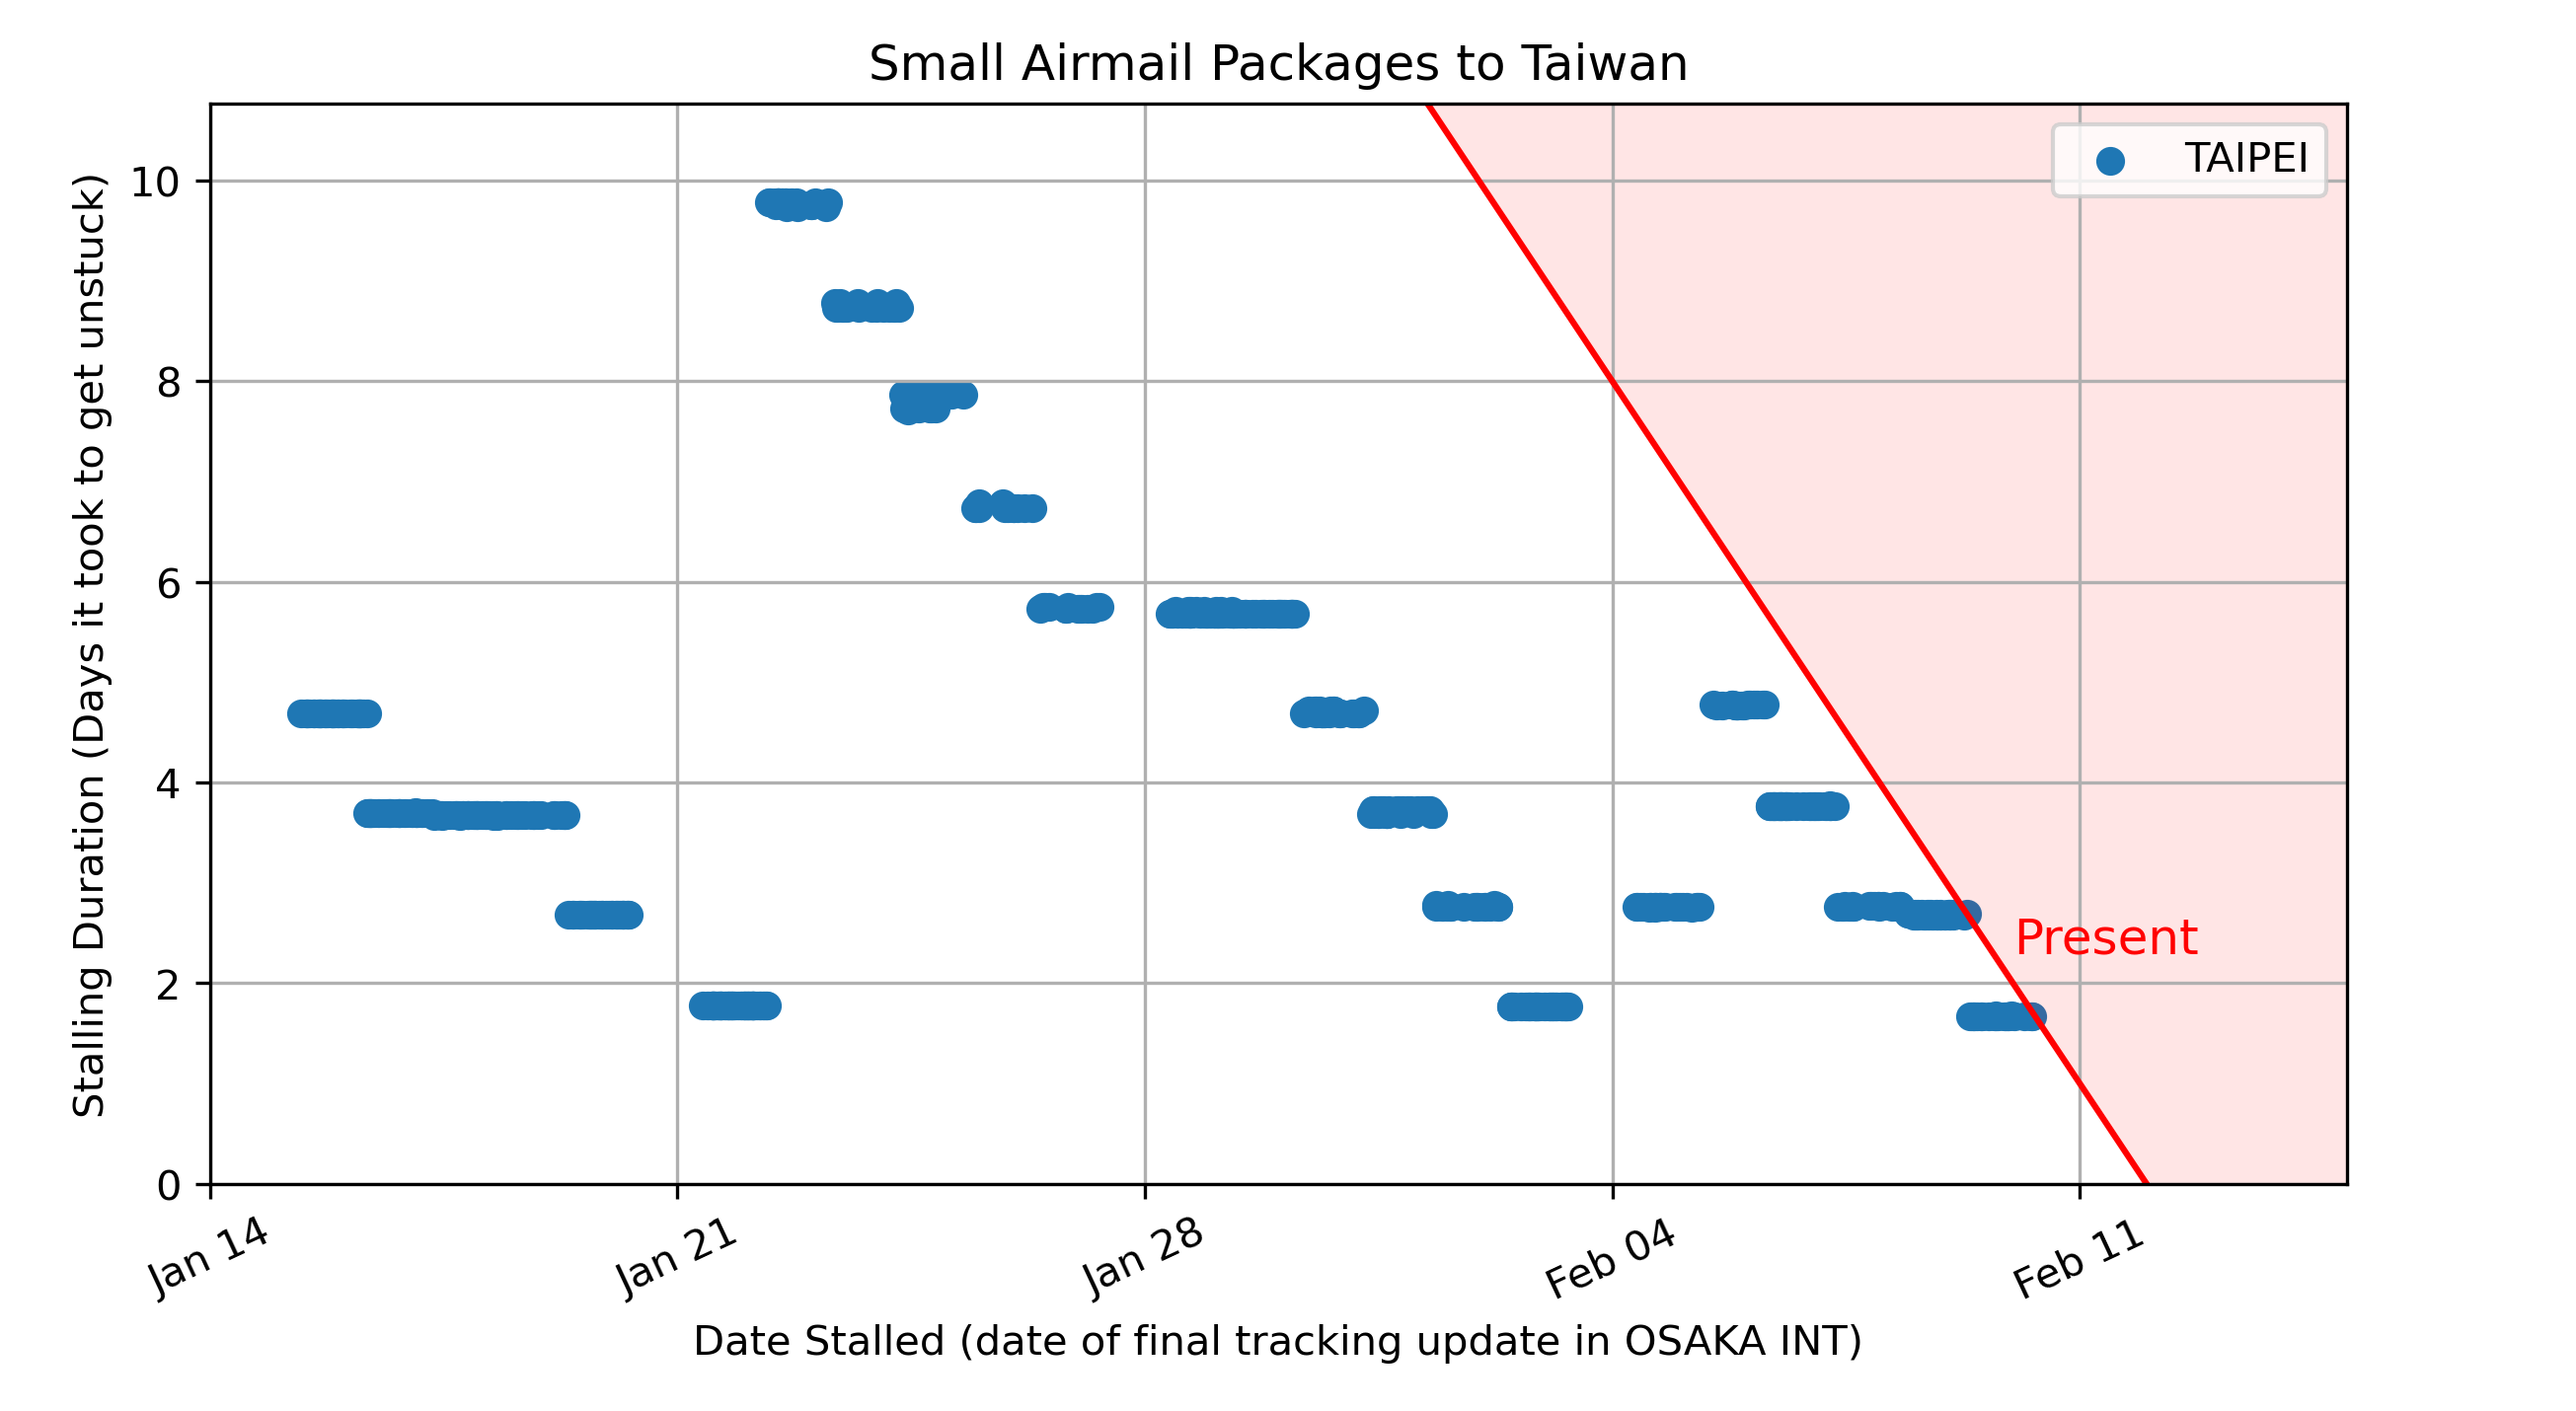 Small Airmail Packages to Taiwan
TAIPEI
Stalling Duration (Days it took to get unstuck)
10
8
6
4
2
0
Present
Jan 14
Jan 21
Jan 28
Feb 04
Feb 11
Date Stalled (date of final tracking update in OSAKA INT)